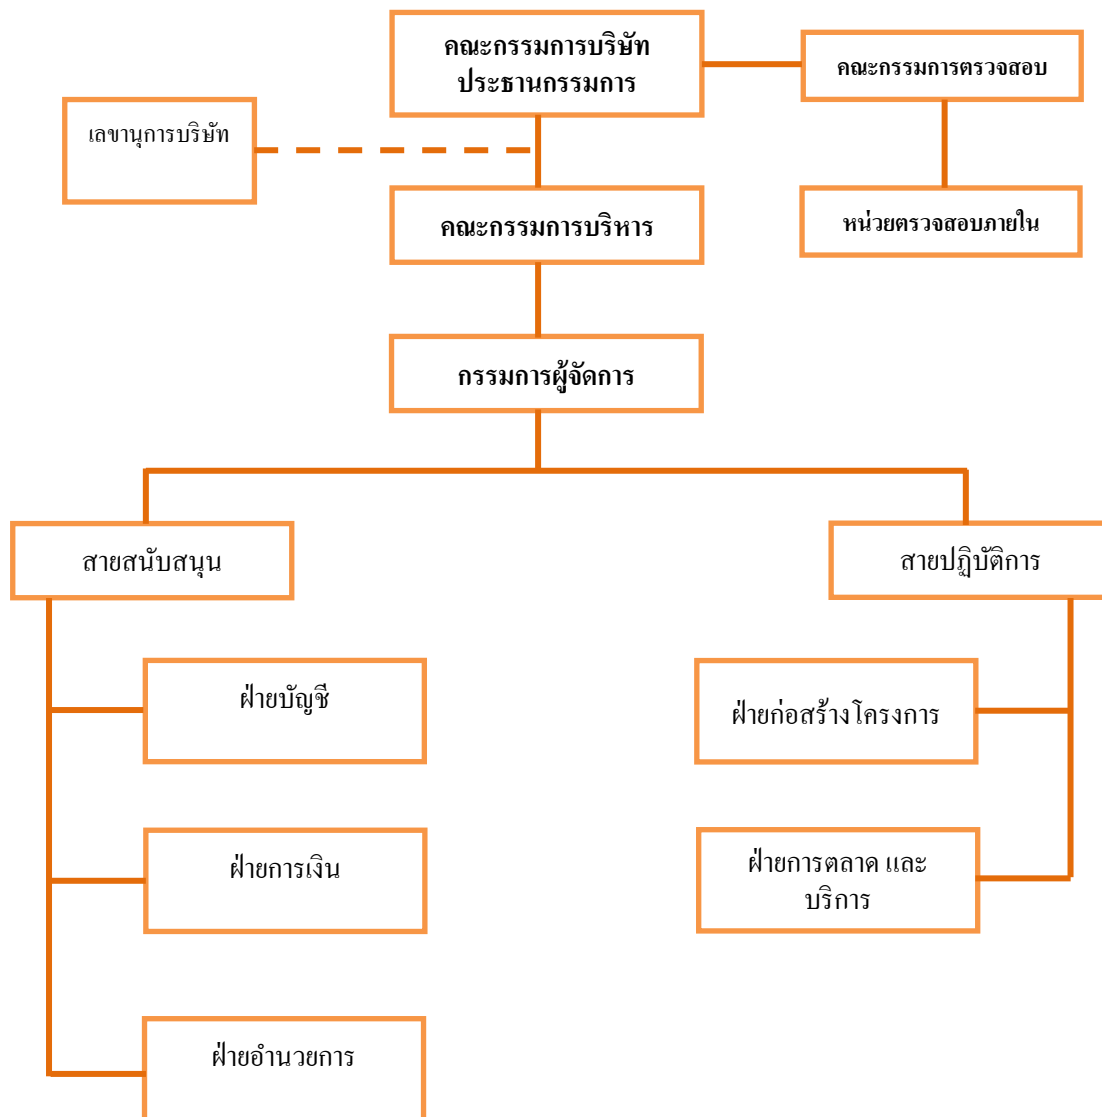 คณะกรรมการบริษัท
ประธานกรรมการ
คณะกรรมการตรวจสอบ
เลขานุการบริษัท
คณะกรรมการบริหาร
หน่วยตรวจสอบภายใน
กรรมการผู้จัดการ
สายสนับสนุน
สายปฏิบัติการ
ฝ่ายบัญชี
ฝ่ายก่อสร้างโครงการ
ฝ่ายการเงิน
ฝ่ายการตลาด และ
บริการ
ฝ่ายอำนวยการ